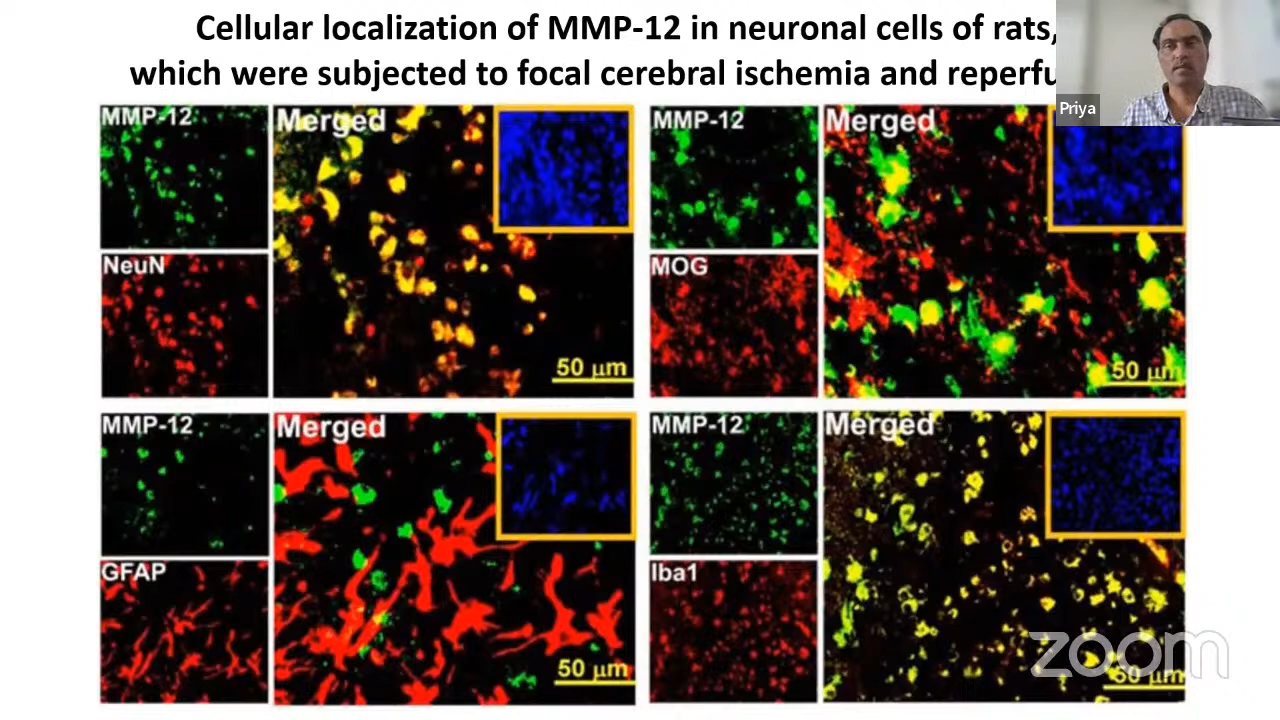 Cellular localization of MMP-12 in neuronal cells of rats,
which were subjected to focal cerebral ischemia and reperfu
Priya
MMP-12
Merged
NeuN
50 µm
MMP-12
Merged
MOG
50 µm
MMP-12
Merged
GFAP
50 µm
MMP-12
Merged
Iba1
50 µm
zoom